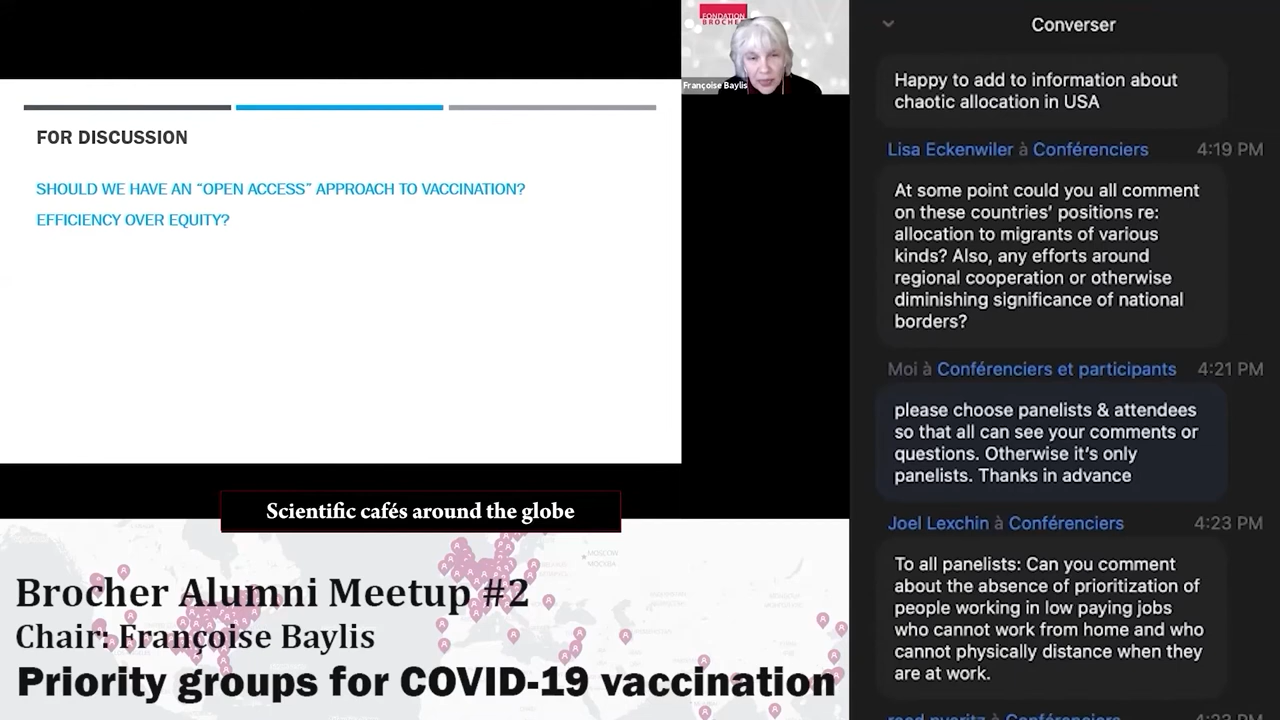 FONDATION
BROCHER
Françoise Baylis
FOR DISCUSSION
SHOULD WE HAVE AN “OPEN ACCESS” APPROACH TO VACCINATION?
EFFICIENCY OVER EQUITY?
Scientific cafés around the globe
MOSCOW
Brocher Alumni Meetup #2
Chair: Françoise Baylis
Priority groups for COVID-19 vaccination
Converser
Happy to add to information about
chaotic allocation in USA
Lisa Eckenwiler à Conférenciers 4:19 PM
At some point could you all comment
on these countries’ positions re:
allocation to migrants of various
kinds? Also, any efforts around
regional cooperation or otherwise
diminishing significance of national
borders?
Moi à Conférenciers et participants 4:21 PM
please choose panelists & attendees
so that all can see your comments or
questions. Otherwise it’s only
panelists. Thanks in advance
Joel Lexchin à Conférenciers 4:23 PM
To all panelists: Can you comment
about the absence of prioritization of
people working in low paying jobs
who cannot work from home and who
cannot physically distance when they
are at work.